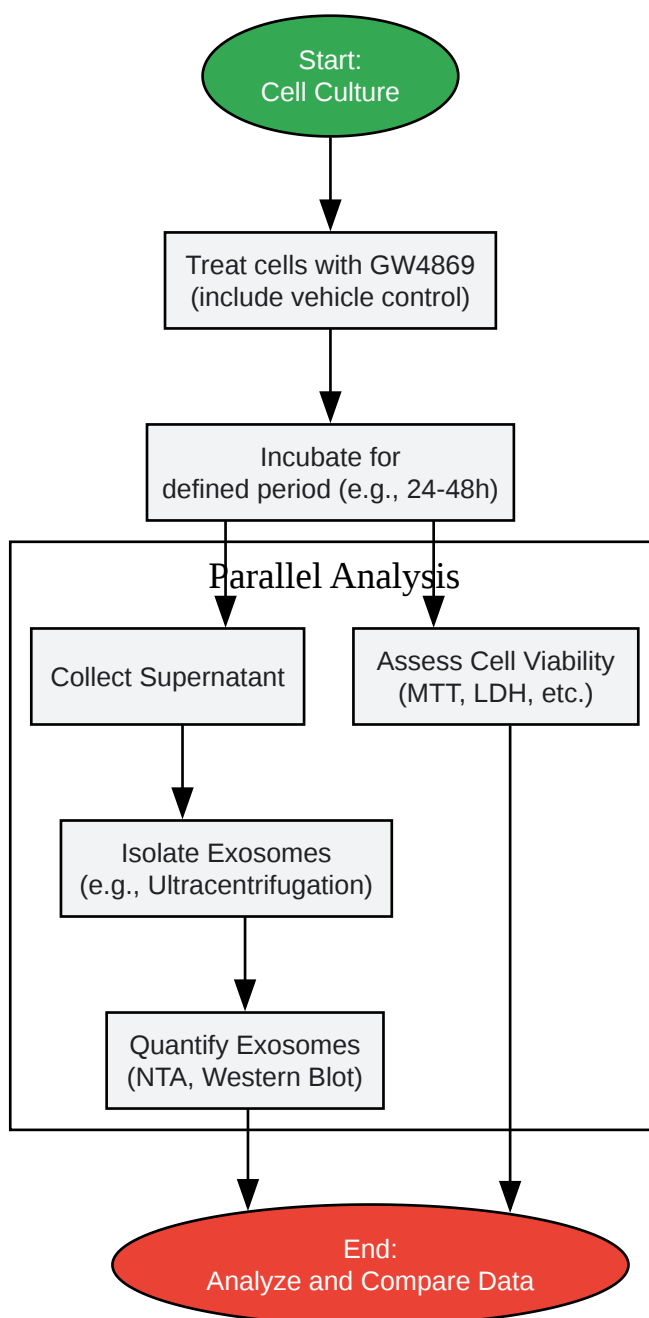 Start:
Cell Culture
Treat cells with GW4869
(include vehicle control)
Incubate for
defined period (e.g., 24-48h)
Parallel Analysis
Collect Supernatant
Assess Cell Viability
(MTT, LDH, etc.)
Isolate Exosomes
(e.g., Ultracentrifugation)
Quantify Exosomes
(NTA, Western Blot)
End:
Analyze and Compare Data